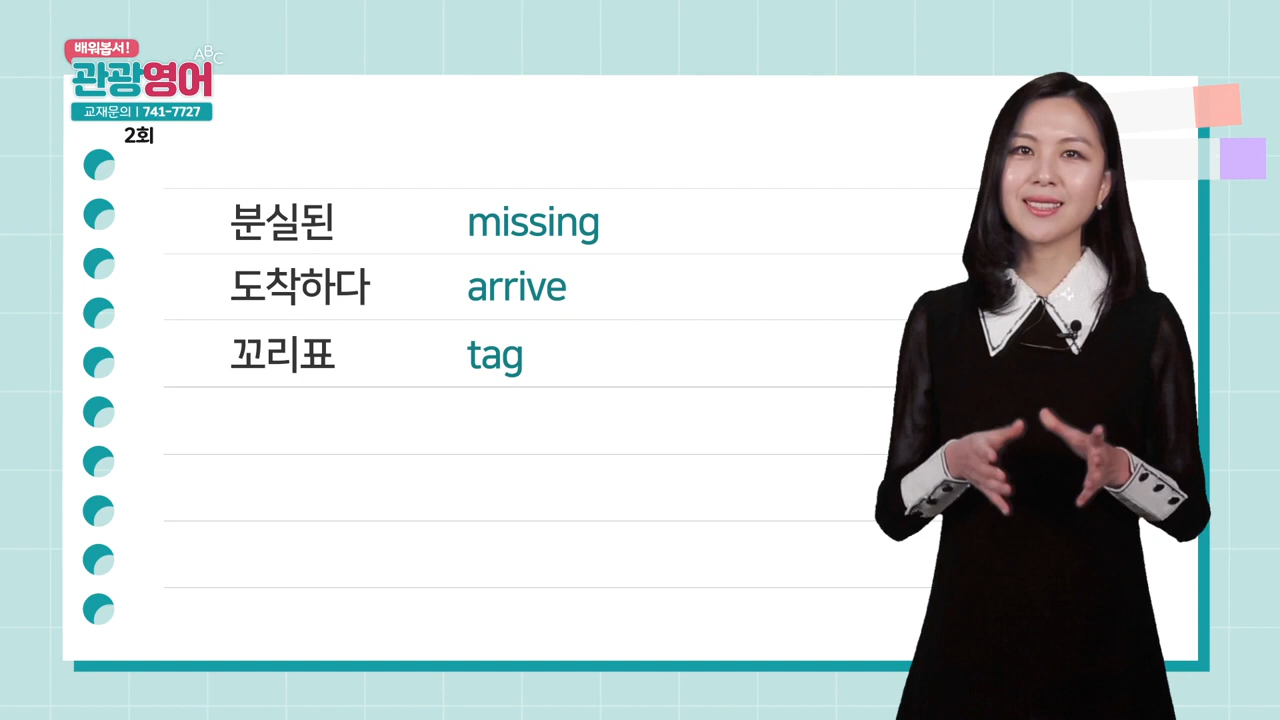 배워봅서!
ABC
관광영어
교재문의 | 741-7727
2회
분실된 missing
도착하다 arrive
꼬리표 tag